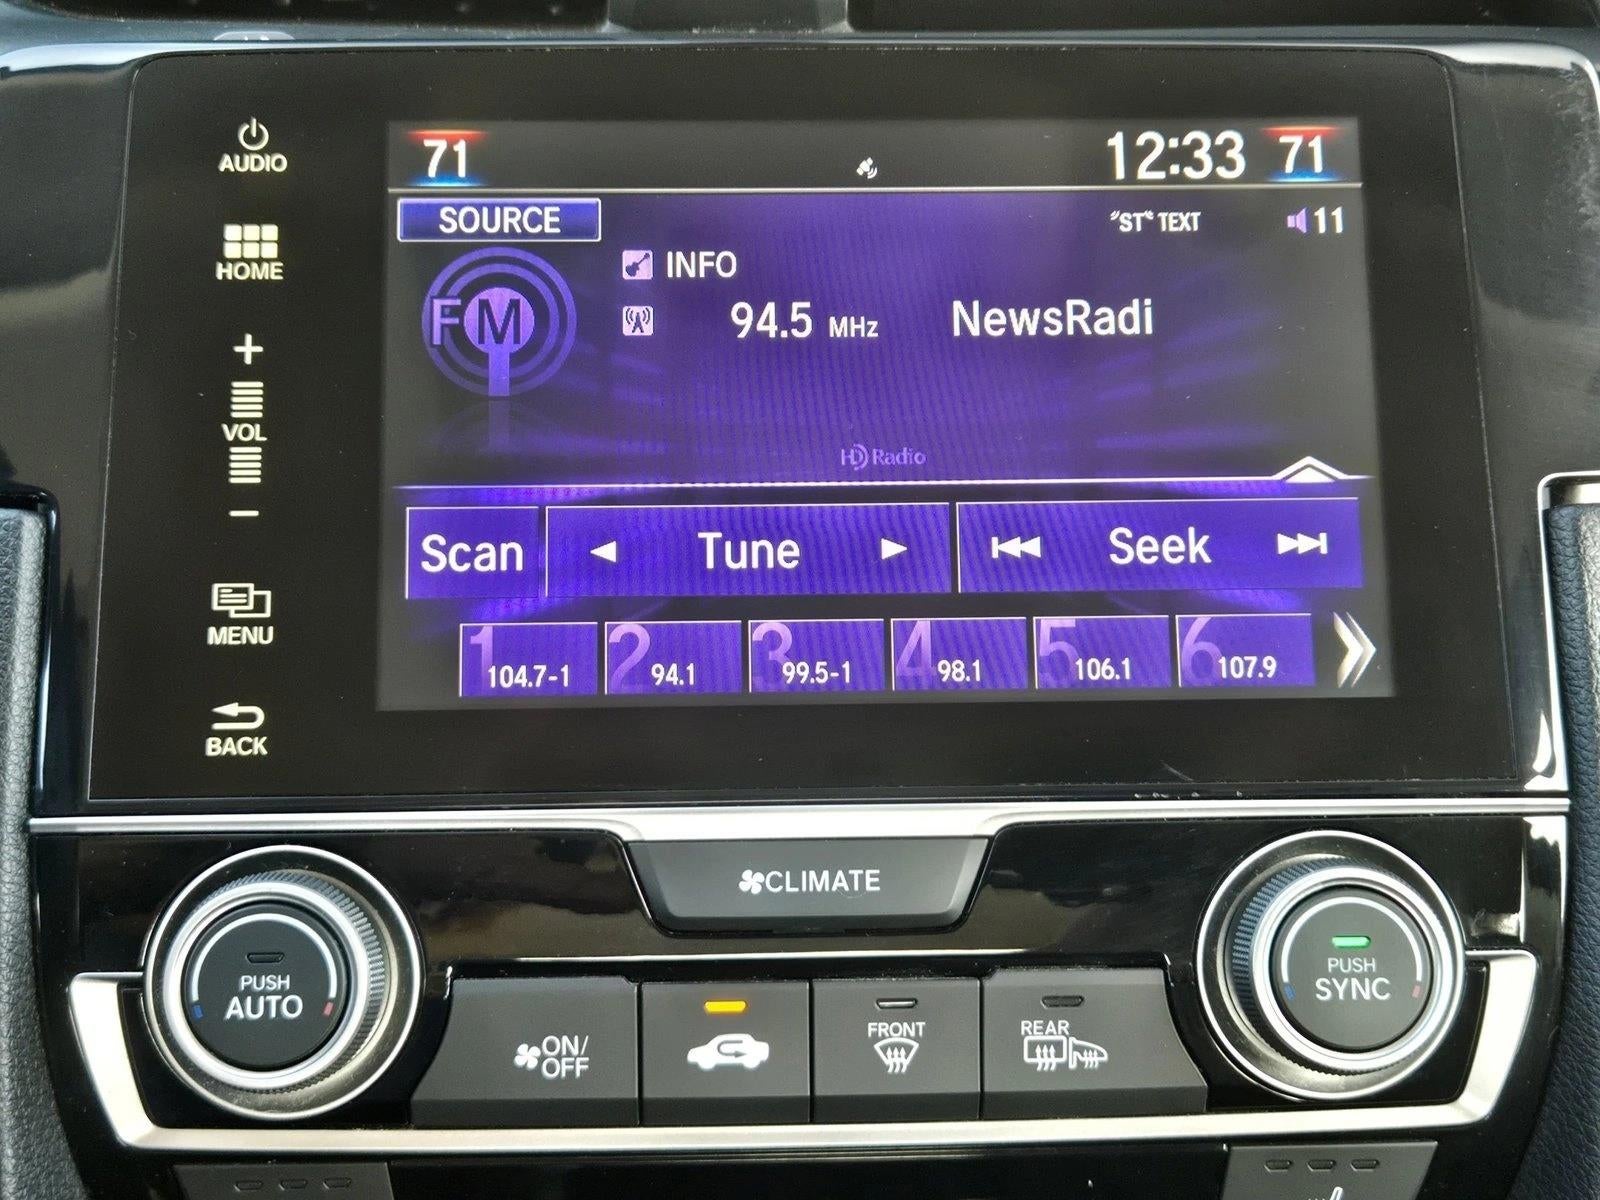 AUDIO
71
12:33
71
SOURCE
"ST" TEXT
11
HOME
FM
INFO
94.5 MHz
NewsRadi
+
VOL
-
HD Radio
Scan
Tune
Seek
MENU
1
104.7-1
2
94.1
3
99.5-1
4
98.1
5
106.1
6
107.9
BACK
CLIMATE
PUSH
AUTO
ON/
OFF
FRONT
REAR
PUSH
SYNC